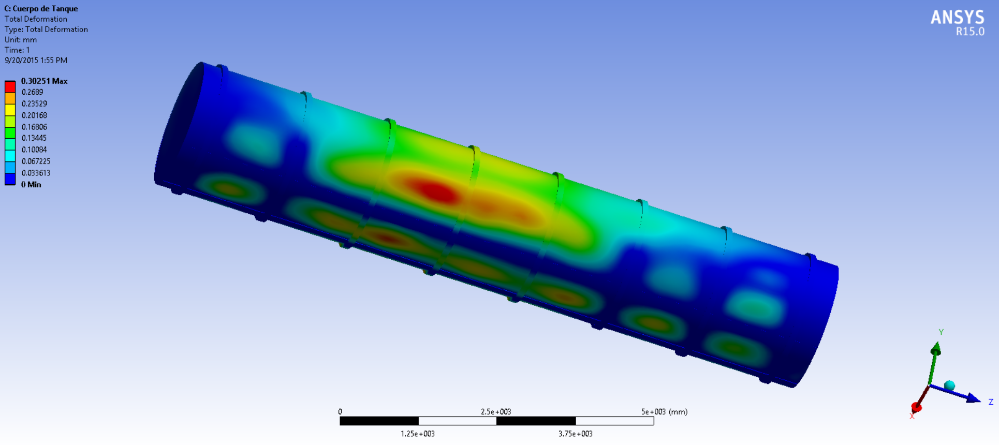 C: Cuerpo de Tanque
Total Deformation
Type: Total Deformation
Unit: mm
Time: 1
9/20/2015 1:55 PM
ANSYS
R15.0
0.30251 Max
0.2689
0.23529
0.20168
0.16806
0.13445
0.10084
0.067225
0.033613
0 Min
0 2.5e+003 5e+003 (mm)
1.25e+003 3.75e+003
Y
Z
X